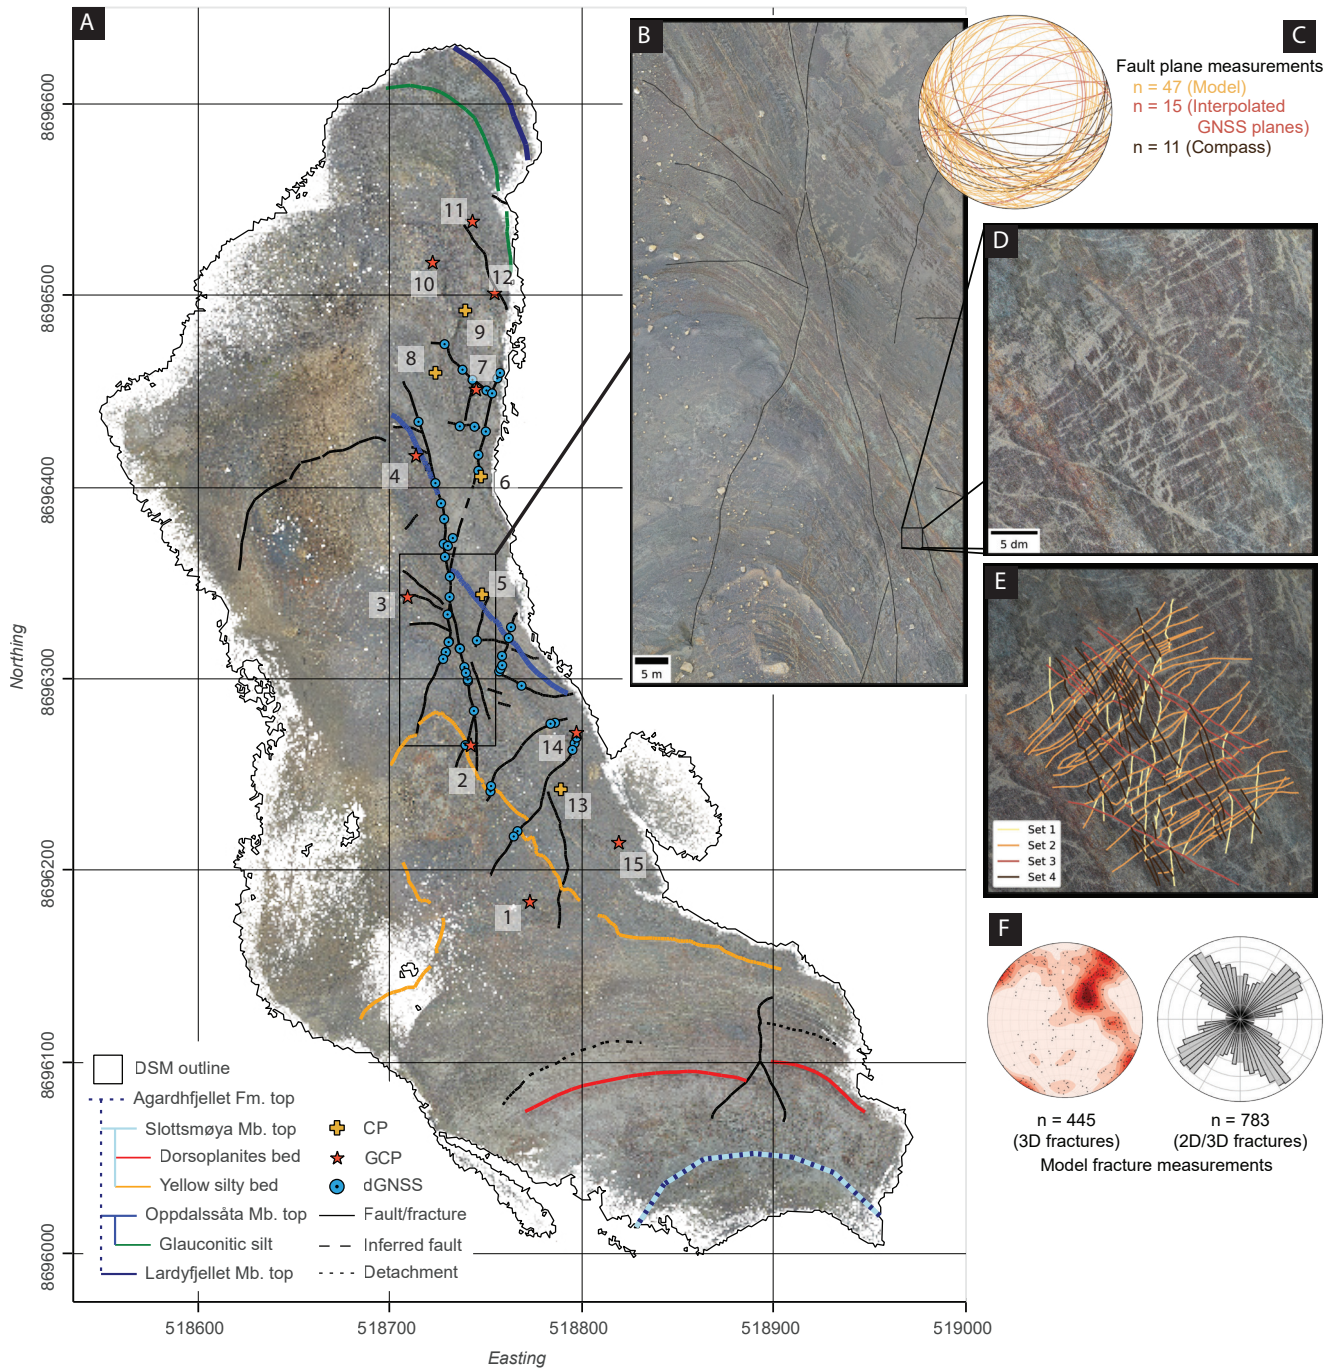 A
B
C
Fault plane measurements
n = 47 (Model)
n = 15 (Interpolated
GNSS planes)
n = 11 (Compass)
D
5 dm
5 m
E
Set 1
Set 2
Set 3
Set 4
F
n = 445
(3D fractures)
n = 783
(2D/3D fractures)
Model fracture measurements
8696600
8696500
8696400
8696300
8696200
8696100
8696000
Northing
11
10
12
9
8
7
4
6
5
3
2
14
13
15
1
DSM outline
Agardhfjellet Fm. top
Slottsmøya Mb. top
Dorsoplanites bed
Yellow silty bed
Oppdalssåta Mb. top
Glauconitic silt
Lardyfjellet Mb. top
CP
GCP
dGNSS
Fault/fracture
Inferred fault
Detachment
518600
518700
518800
518900
519000
Easting